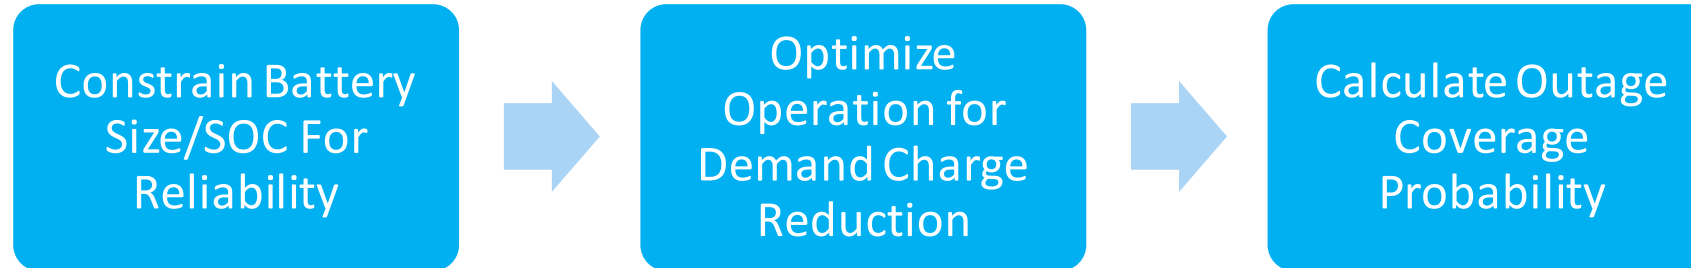 Constrain Battery
Size/SOC For
Reliability
Optimize
Operation for
Demand Charge
Reduction
Calculate Outage
Coverage
Probability